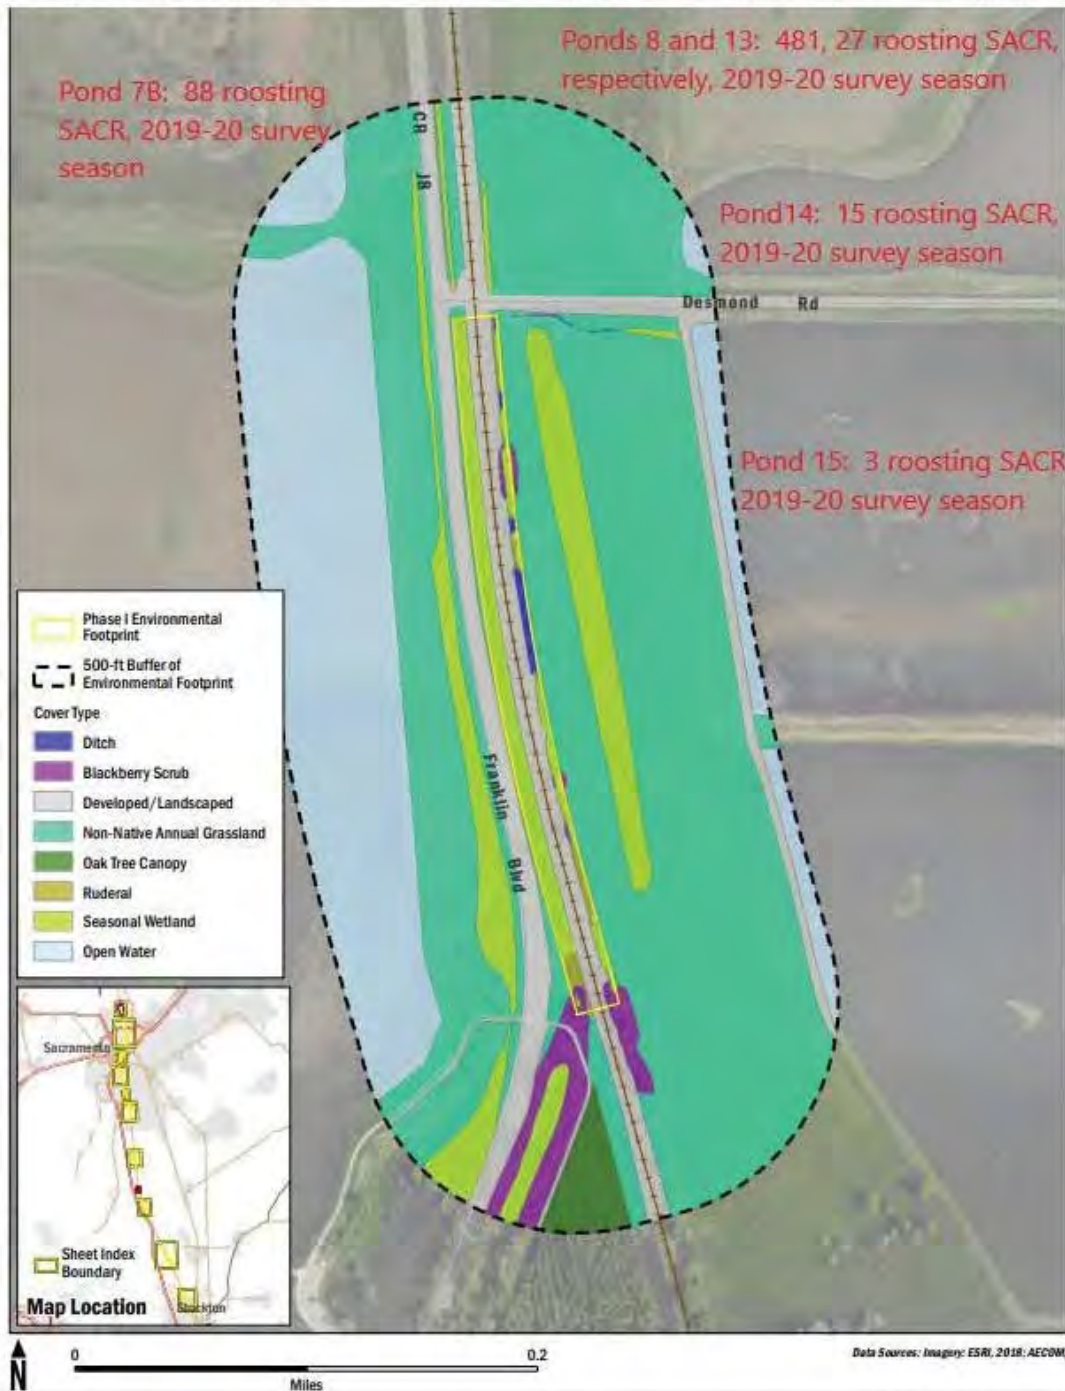 Ponds 8 and 13: 481, 27 roosting SACR,
respectively, 2019-20 survey season
Pond 7B: 88 roosting
SACR, 2019-20 survey
season
CR
J8
Pond14: 15 roosting SACR,
2019-20 survey season
Desmond Rd
Pond 15: 3 roosting SACR
2019-20 survey season
Franklin Blvd
Phase I Environmental
Footprint
500-ft Buffer of
Environmental Footprint
Cover Type
Ditch
Blackberry Scrub
Developed/Landscaped
Non-Native Annual Grassland
Oak Tree Canopy
Ruderal
Seasonal Wetland
Open Water
Sacramento
Sheet Index
Boundary
Map Location
Stockton
N
0 0.2
Miles
Data Sources: Imagery: ESRI, 2018; AECOM,